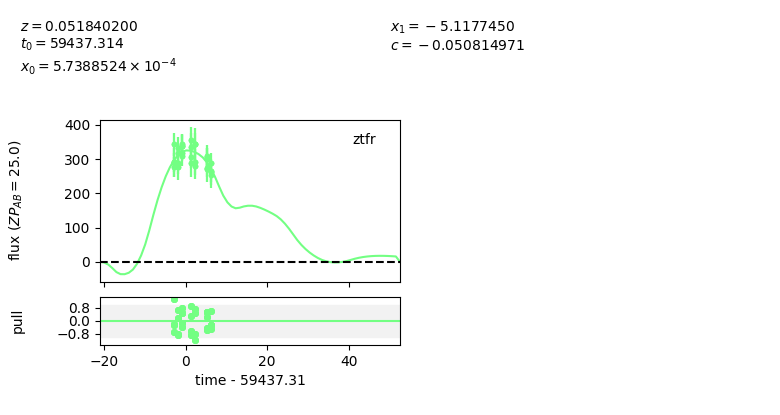 z = 0.051840200
t₀ = 59437.314
x₀ = 5.7388524 × 10⁻⁴
x₁ = −5.1177450
c = −0.050814971
ztfr
flux (ZP_AB = 25.0)
400
300
200
100
0
pull
0.8
0.0
−0.8
−20
0
20
40
time - 59437.31